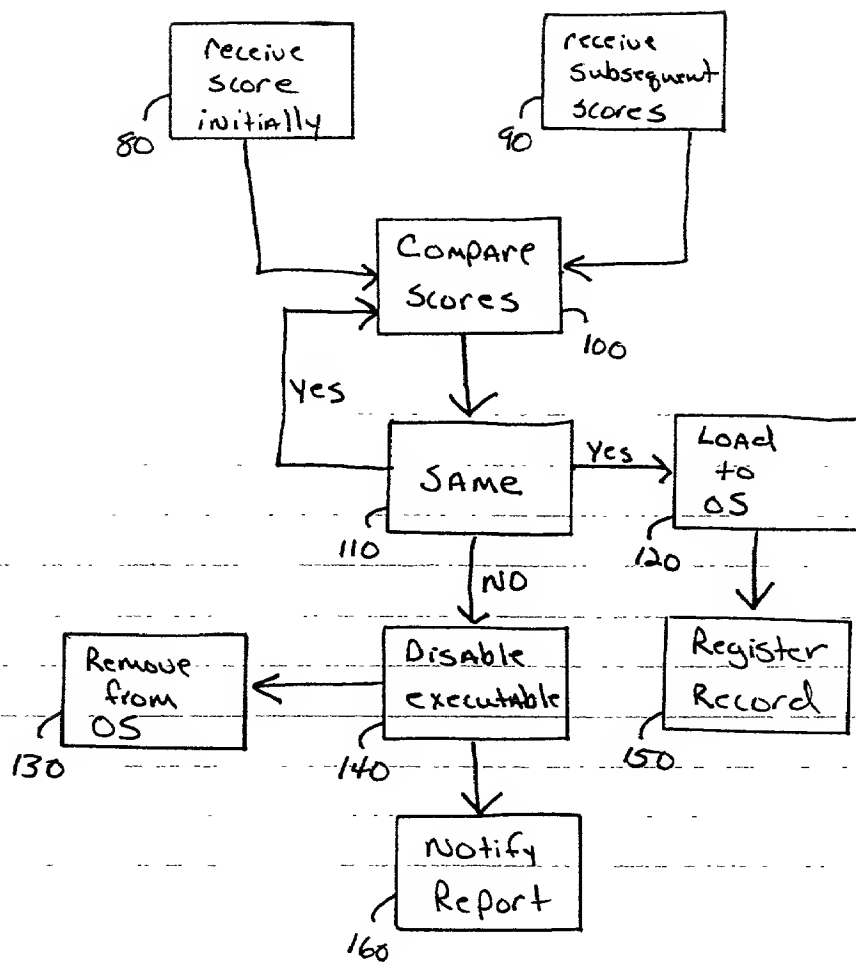 receive
score
initially
80
receive
subsequent
scores
90
Compare
Scores
100
Yes
SAME
110
Yes
LOAd
to
OS
120
NO
Remove
from
OS
130
DisAble
executAble
140
Register
Record
150
Notify
Report
160